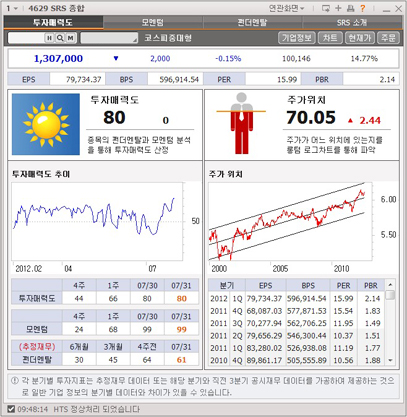 1 4629 SRS 종합 연관화면
투자매력도 모멘텀 펀더멘탈 SRS 소개
H 코스피중대형 기업정보 차트 현재가 주문
1,307,000 ▼ 2,000 -0.15% 100,146 14.77%
EPS 79,734.37 BPS 596,914.54 PER 15.99 PBR 2.14
투자매력도
80 0
종목의 펀더멘탈과 모멘텀 분석
을 통해 투자매력도 산정
주가위치
70.05 ▲ 2.44
주가가 어느 위치에 있는지를
롱텀 로그차트를 통해 파악
투자매력도 추이
50
2012.02 04 07
주가 위치
6.00
5.50
2000 2005 2010
4주 1주 07/30 07/31
투자매력도 44 66 80 80
4주 1주 07/30 07/31
모멘텀 24 68 99 99
(추정재무) 6개월 3개월 4주전 07/31
펀더멘탈 30 45 64 61
분기 EPS BPS PER PBR
2012 1Q 79,734.37 596,914.54 15.99 2.14
2011 4Q 68,087.03 577,871.53 15.54 1.83
2011 3Q 70,277.94 562,706.25 11.95 1.49
2011 2Q 79,656.29 546,300.44 10.37 1.51
2011 1Q 83,280.02 526,938.28 11.19 1.77
2010 4Q 89,861.17 505,555.89 10.56 1.88
① 각 분기별 투자지표는 추정재무 데이터 또는 해당 분기와 직전 3분기 공시재무 데이터를 가공하여 제공하는 것으
로 일반 기업 정보의 분기별 데이터와 차이가 있을 수 있습니다.
09:48:14 HTS 정상처리 되었습니다